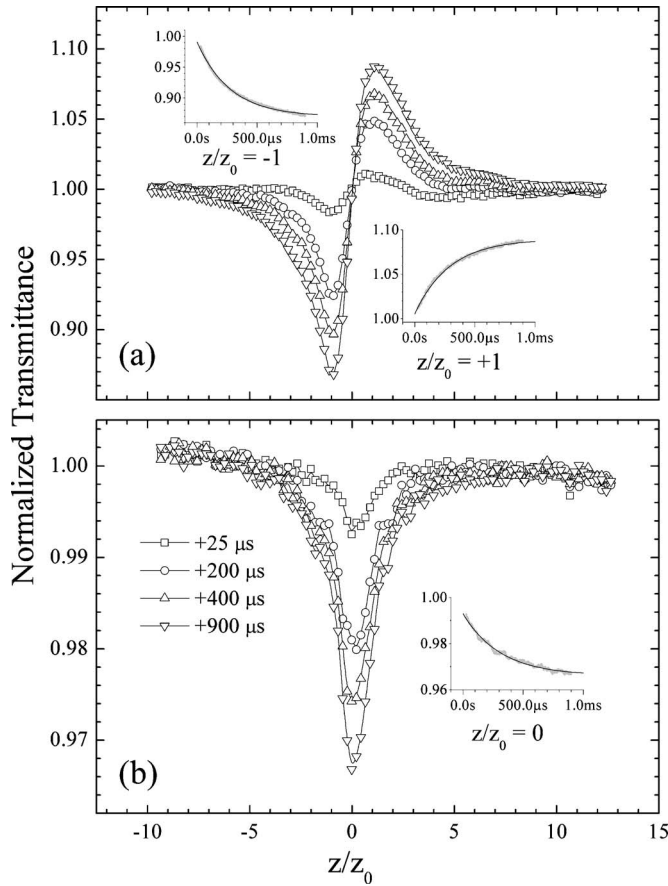 1.10
1.05
1.00
0.95
0.90
Normalized Transmittance
(a)
1.00
0.95
0.90
0.0s 500.0μs 1.0ms
z/z0 = -1
1.10
1.05
1.00
0.0s 500.0μs 1.0ms
z/z0 = +1
1.00
0.99
0.98
0.97
+25 μs
+200 μs
+400 μs
+900 μs
(b)
1.00
0.98
0.96
0.0s 500.0μs 1.0ms
z/z0 = 0
-10 -5 0 5 10 15
z/z0